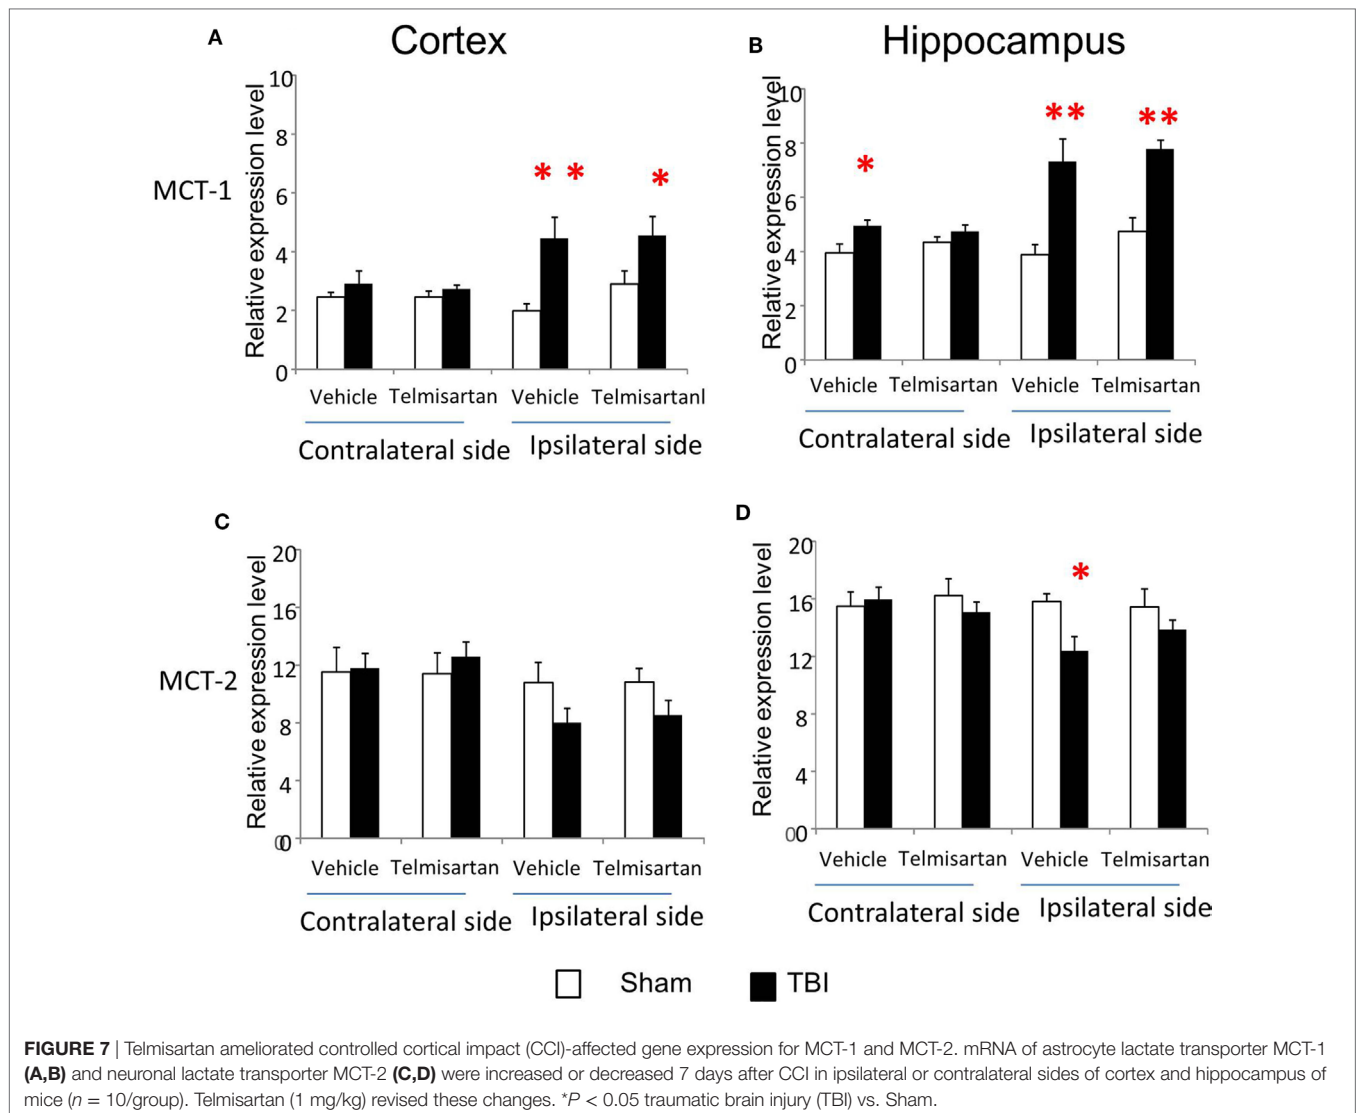 A
Cortex
B
Hippocampus
MCT-1
Relative expression level
10
8
6
4
2
0
* *
*
Vehicle
Telmisartan
Vehicle
Telmisartanl
Contralateral side
Ipsilateral side
Relative expression level
10
8
6
4
2
0
*
**
**
Vehicle
Telmisartan
Vehicle
Telmisartan
Contralateral side
Ipsilateral side
C
D
MCT-2
Relative expression level
20
16
12
8
4
00
Vehicle
Telmisartan
Vehicle
Telmisartan
Contralateral side
Ipsilateral side
Relative expression level
20
16
12
8
4
00
*
Vehicle
Telmisartan
Vehicle
Telmisartan
Contralateral side
Ipsilateral side
Sham
TBI
FIGURE 7 | Telmisartan ameliorated controlled cortical impact (CCI)-affected gene expression for MCT-1 and MCT-2. mRNA of astrocyte lactate transporter MCT-1
(A,B) and neuronal lactate transporter MCT-2 (C,D) were increased or decreased 7 days after CCI in ipsilateral or contralateral sides of cortex and hippocampus of
mice (n = 10/group). Telmisartan (1 mg/kg) revised these changes. *P < 0.05 traumatic brain injury (TBI) vs. Sham.